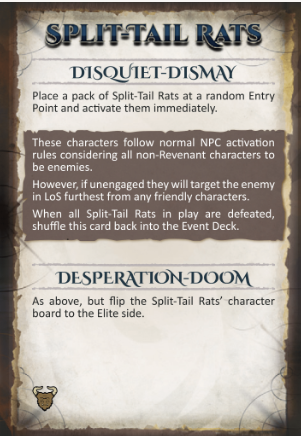 SPLIT-TAIL RATS
DISQUIET-DISMAY
Place a pack of Split-Tail Rats at a random Entry
Point and activate them immediately.
These characters follow normal NPC activation
rules considering all non-Revenant characters to
be enemies.
However, if unengaged they will target the enemy
in LoS furthest from any friendly characters.
When all Split-Tail Rats in play are defeated,
shuffle this card back into the Event Deck.
DESPERATION-DOOM
As above, but flip the Split-Tail Rats’ character
board to the Elite side.